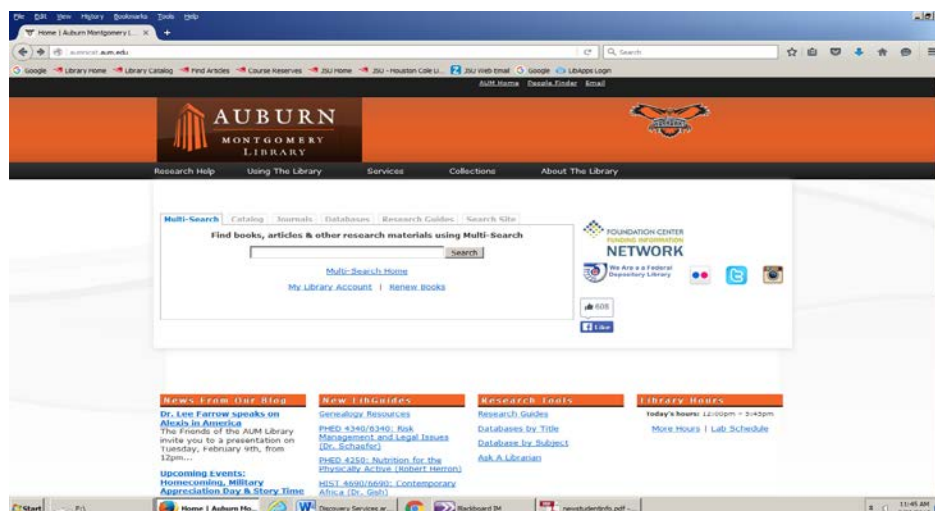 File Edit View History Bookmarks Tools Help
Home | Auburn Montgomery L... × +
aumnicat.aum.edu
Search
Google Library Home Library Catalog Find Articles Course Reserves JSU Home JSU - Houston Cole Li... JSU Web Email Google LibApps Login
AUM Home People Finder Email
AUBURN
MONTGOMERY
LIBRARY
Research Help Using The Library Services Collections About The Library
Multi-Search Catalog Journals Databases Research Guides Search Site
Find books, articles & other research materials using Multi-Search
Search
Multi-Search Home
My Library Account | Renew Books
FOUNDATION CENTER
FUNDING INFORMATION
NETWORK
We Are a Federal
Depository Library
608
Like
News From Our Blog
Dr. Lee Farrow speaks on
Alexis in America
The Friends of the AUM Library
invite you to a presentation on
Tuesday, February 9th, from
12pm...
Upcoming Events:
Homecoming, Military
Appreciation Day & Story Time
New LibGuides
Genealogy Resources
PHED 4340/6340: Risk
Management and Legal Issues
(Dr. Schaefer)
PHED 4250: Nutrition for the
Physically Active (Robert Herron)
HIST 4690/6690: Contemporary
Africa (Dr. Gish)
Research Tools
Research Guides
Databases by Title
Database by Subject
Ask A Librarian
Library Hours
Today's hours: 12:00pm - 5:45pm
More Hours | Lab Schedule
Start F:\ Home | Auburn Mo... Discovery Services ar... Blackboard IM newstudentinfo.pdf -... 11:45 AM